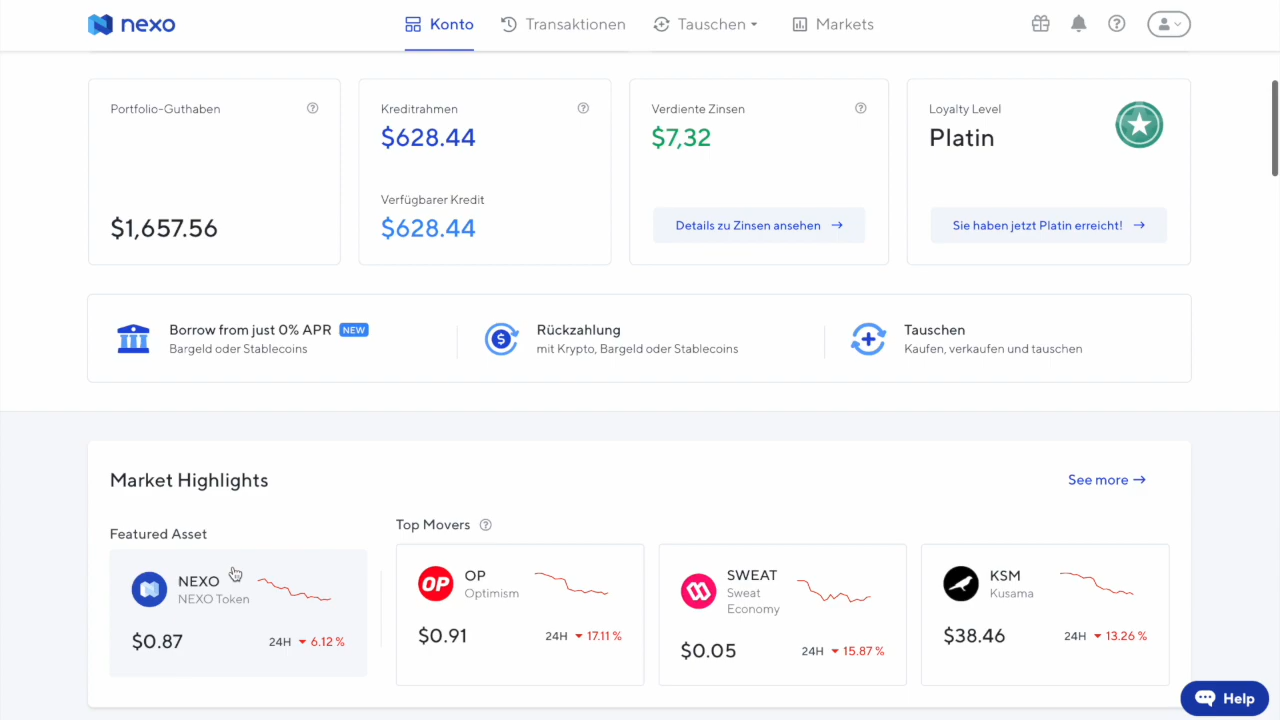 nexo
Konto
Transaktionen
Tauschen
Markets
Portfolio-Guthaben
$1,657.56
Kreditrahmen
$628.44
Verfügbarer Kredit
$628.44
Verdiente Zinsen
$7,32
Details zu Zinsen ansehen →
Loyalty Level
Platin
Sie haben jetzt Platin erreicht! →
Borrow from just 0% APR NEW
Bargeld oder Stablecoins
Rückzahlung
mit Krypto, Bargeld oder Stablecoins
Tauschen
Kaufen, verkaufen und tauschen
Market Highlights
See more →
Featured Asset
NEXO
NEXO Token
$0.87
24H ▼ 6.12 %
Top Movers
OP
OP
Optimism
$0.91
24H ▼ 17.11 %
SWEAT
Sweat
Economy
$0.05
24H ▼ 15.87 %
KSM
Kusama
$38.46
24H ▼ 13.26 %
Help